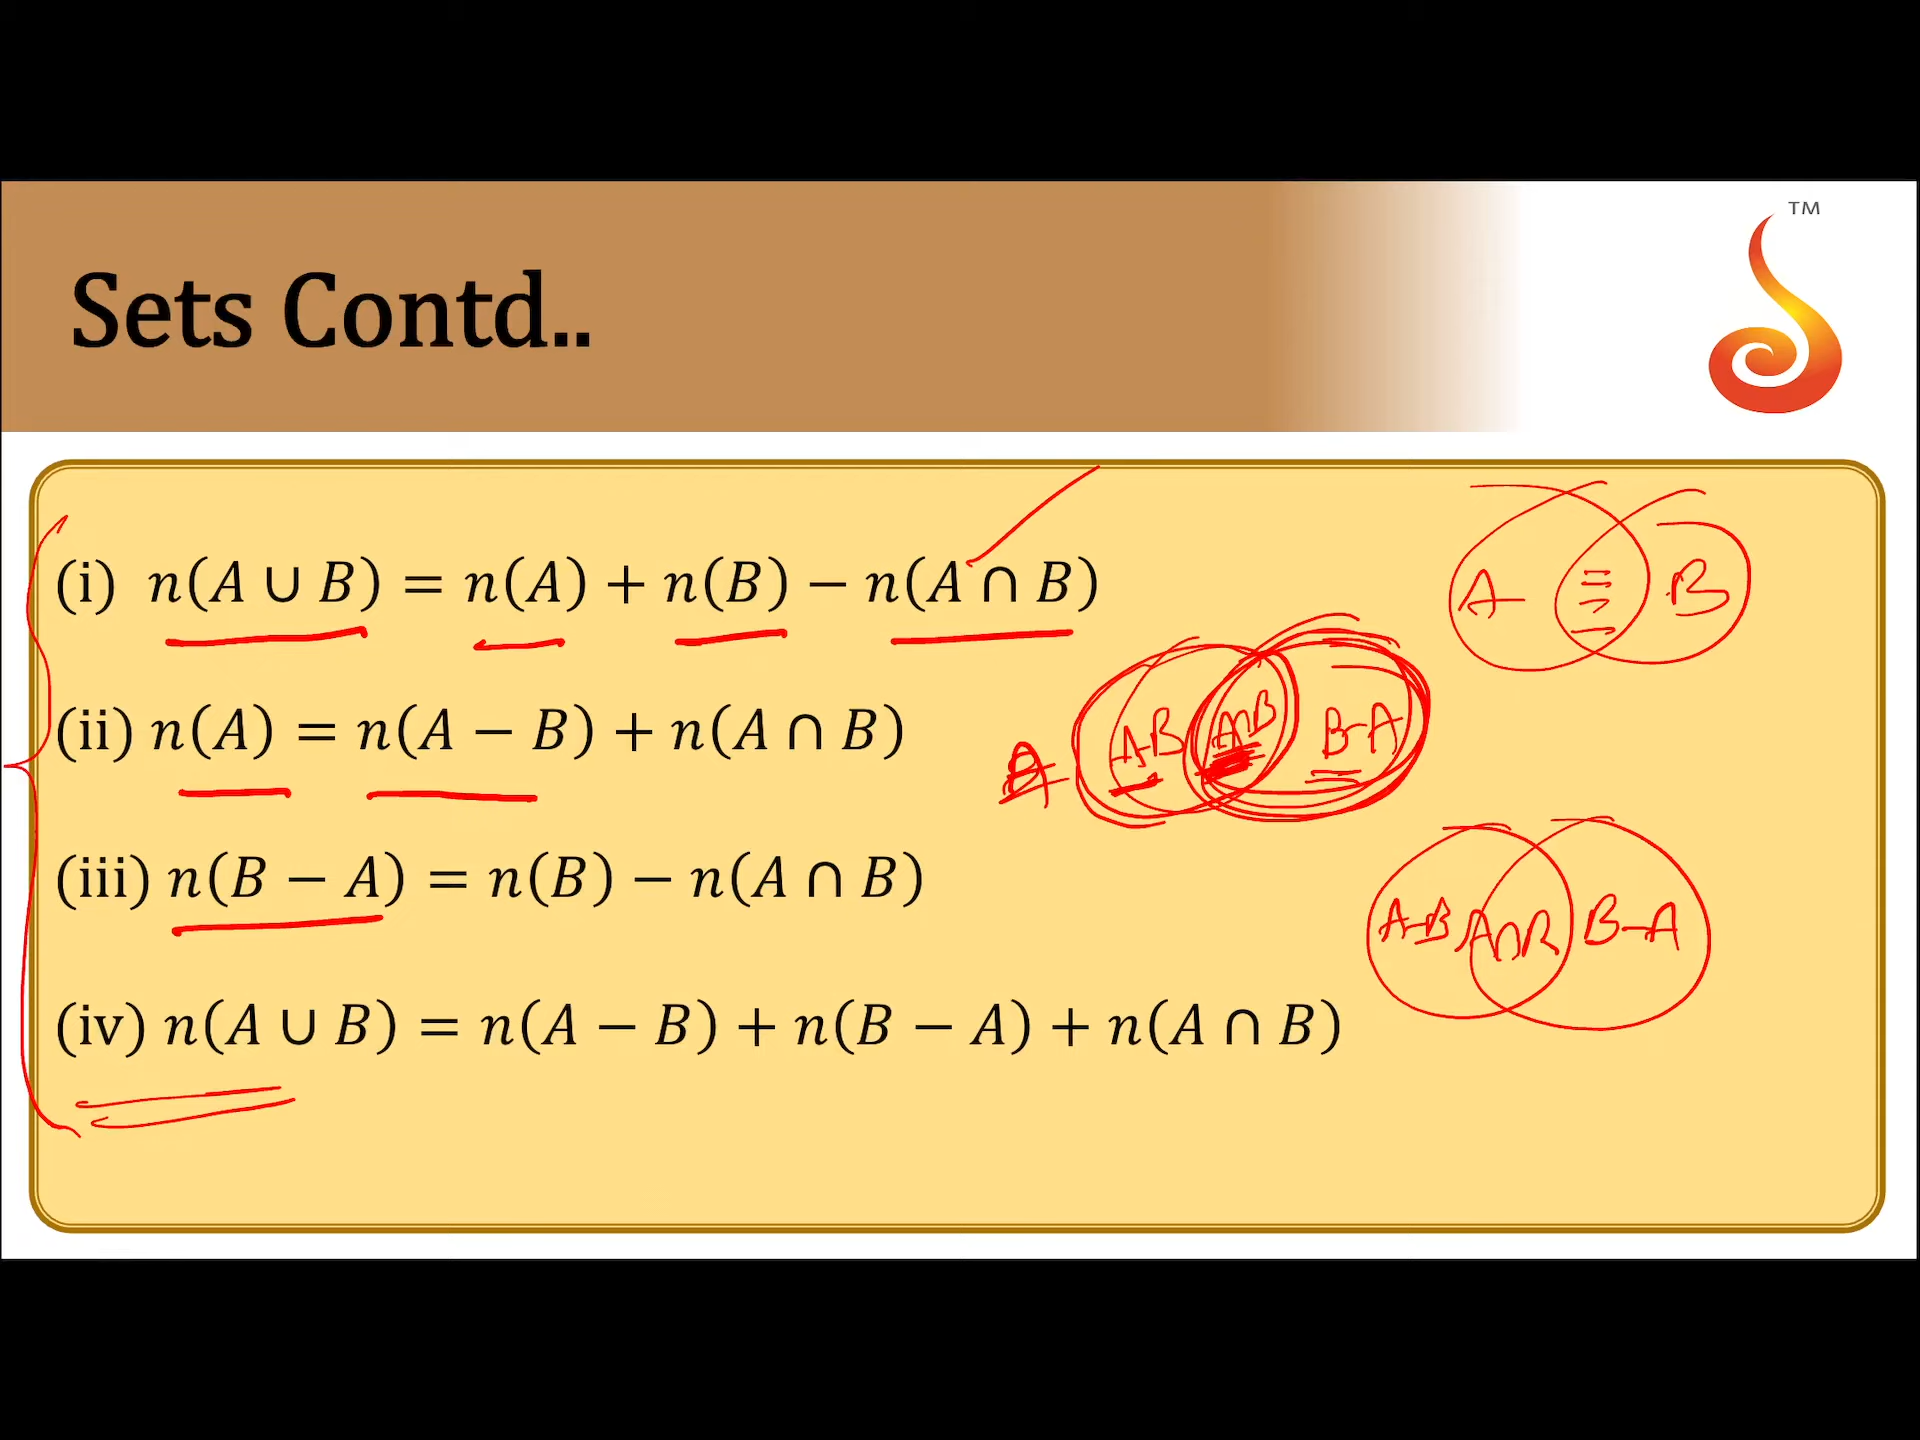 TM
Sets Contd..
(i) n(A ∪ B) = n(A) + n(B) − n(A ∩ B)
A B
(ii) n(A) = n(A − B) + n(A ∩ B)
A A-B A∩B B-A
(iii) n(B − A) = n(B) − n(A ∩ B)
A-B A∩B B-A
(iv) n(A ∪ B) = n(A − B) + n(B − A) + n(A ∩ B)